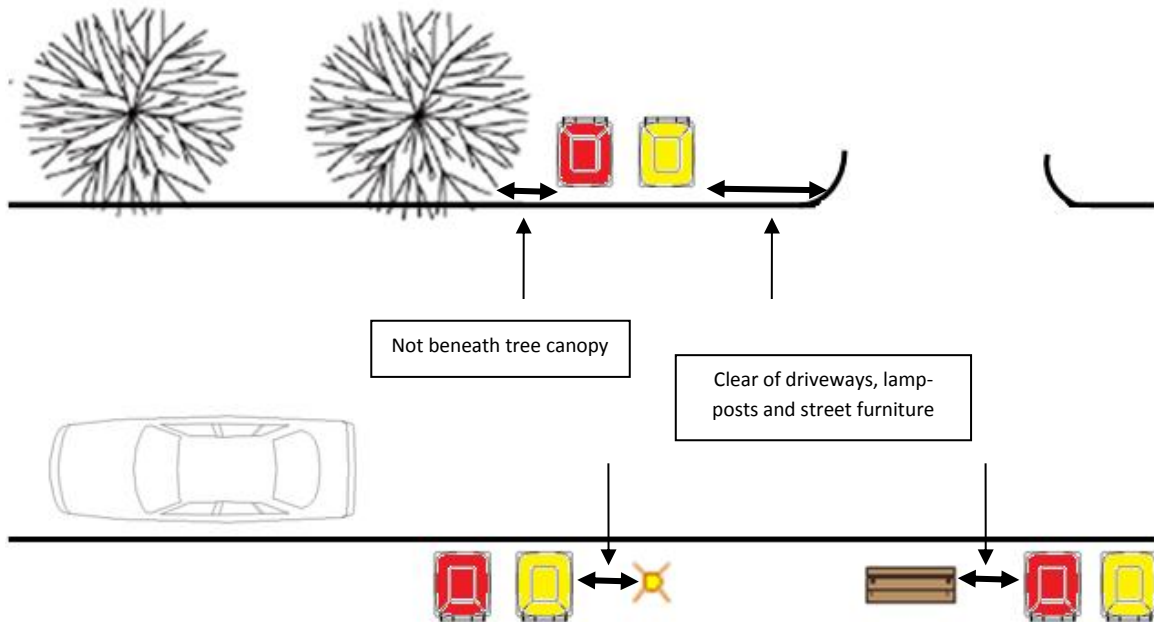 Not beneath tree canopy
Clear of driveways, lamp-
posts and street furniture